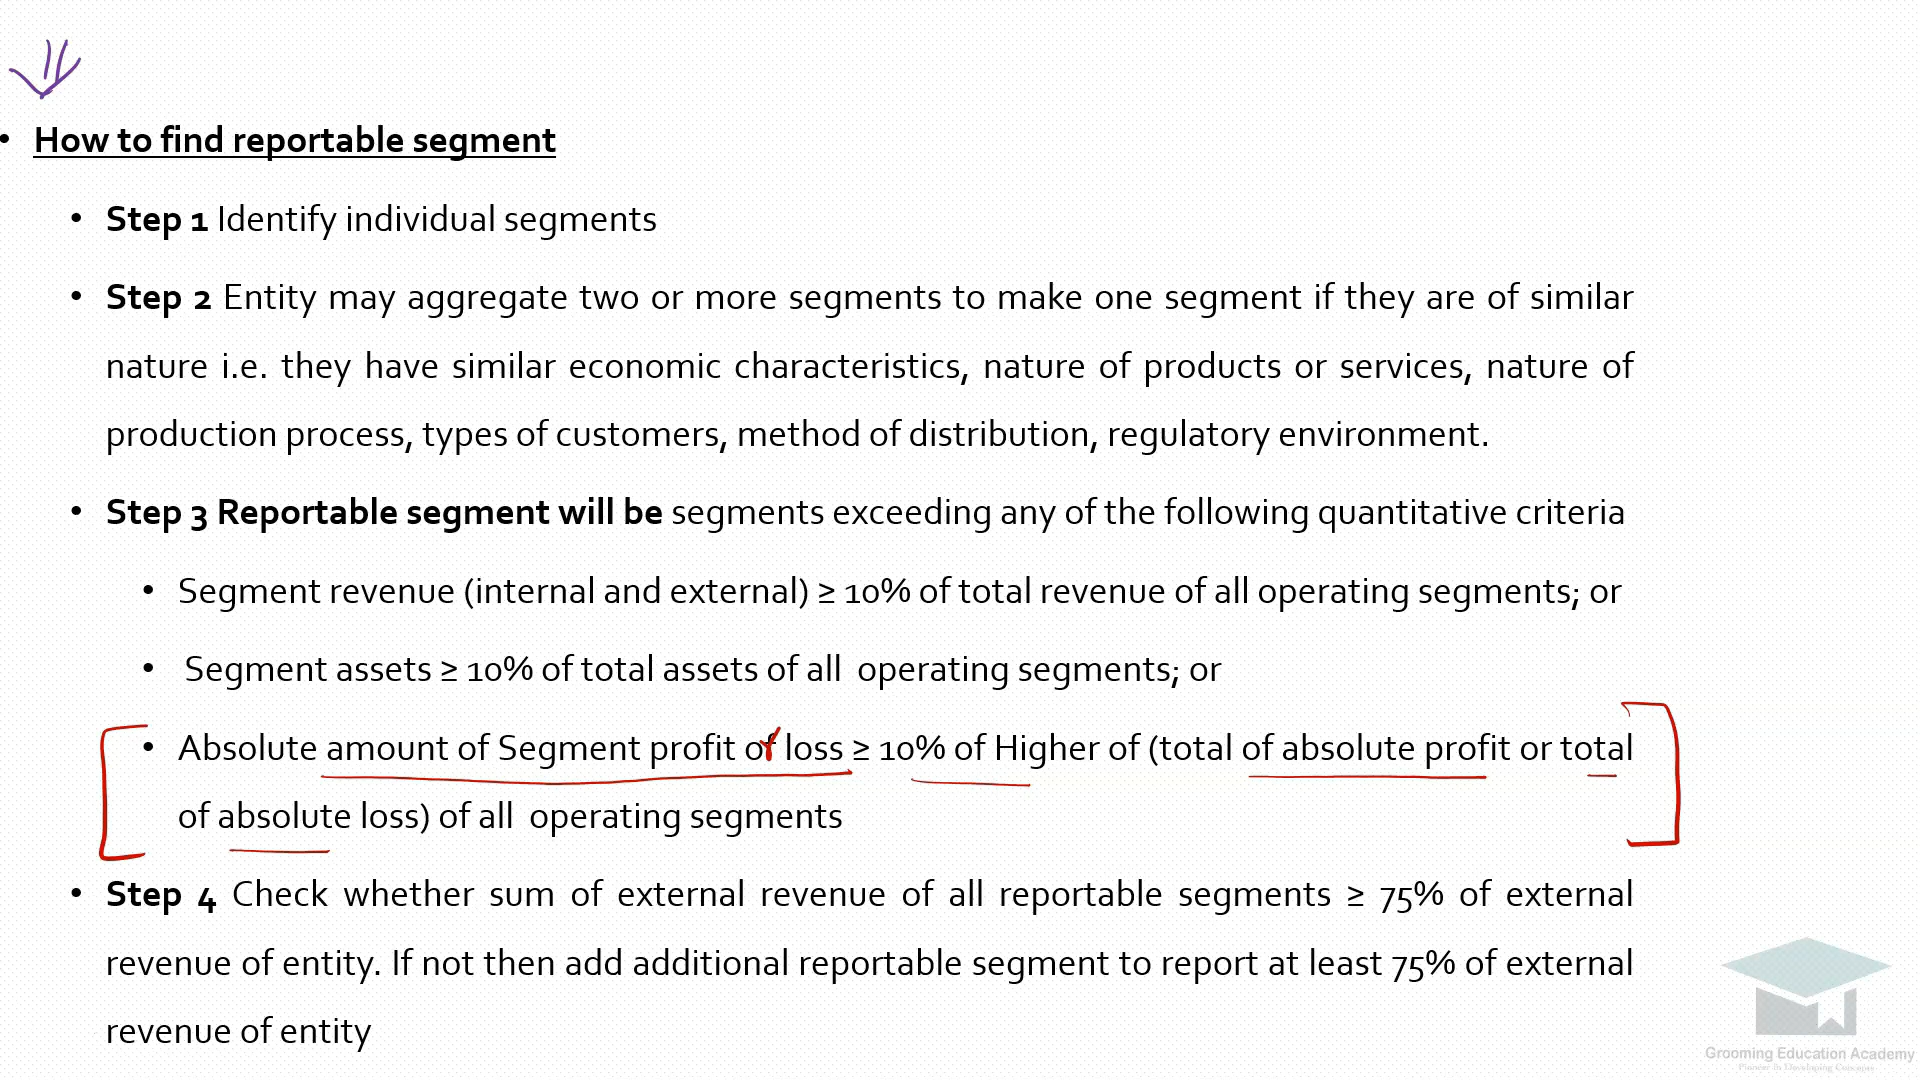 • How to find reportable segment
• Step 1 Identify individual segments
• Step 2 Entity may aggregate two or more segments to make one segment if they are of similar
nature i.e. they have similar economic characteristics, nature of products or services, nature of
production process, types of customers, method of distribution, regulatory environment.
• Step 3 Reportable segment will be segments exceeding any of the following quantitative criteria
• Segment revenue (internal and external) ≥ 10% of total revenue of all operating segments; or
• Segment assets ≥ 10% of total assets of all operating segments; or
• Absolute amount of Segment profit or loss ≥ 10% of Higher of (total of absolute profit or total
of absolute loss) of all operating segments
• Step 4 Check whether sum of external revenue of all reportable segments ≥ 75% of external
revenue of entity. If not then add additional reportable segment to report at least 75% of external
revenue of entity
Grooming Education Academy
Pioneer in Developing Concepts